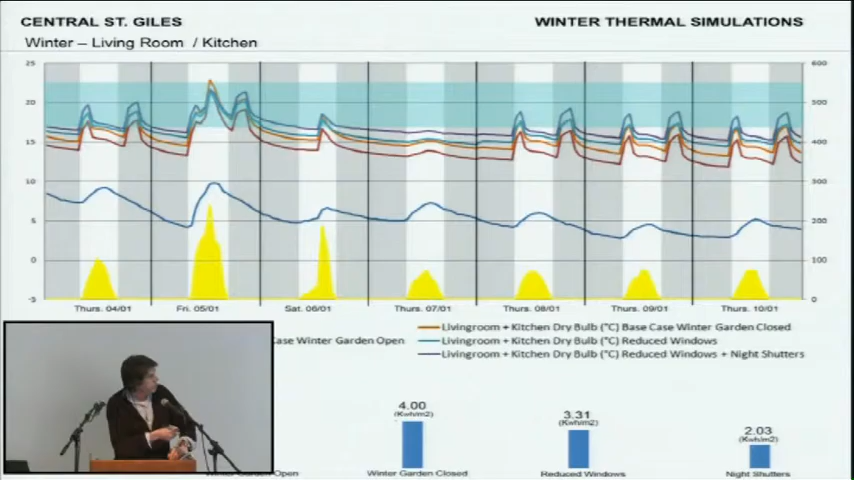 CENTRAL ST. GILES
WINTER THERMAL SIMULATIONS
Winter – Living Room / Kitchen
25
600
20
500
15
400
10
300
5
200
0
100
-5
0
Thurs. 04/01
Fri. 05/01
Sat. 06/01
Thurs. 07/01
Thurs. 08/01
Thurs. 09/01
Thurs. 10/01
Livingroom + Kitchen Dry Bulb (°C) Base Case Winter Garden Closed
Case Winter Garden Open
Livingroom + Kitchen Dry Bulb (°C) Reduced Windows
Livingroom + Kitchen Dry Bulb (°C) Reduced Windows + Night Shutters
4.00
(Kwh/m2)
3.31
(Kwh/m2)
2.03
(Kwh/m2)
Open
Winter Garden Closed
Reduced Windows
Night Shutters